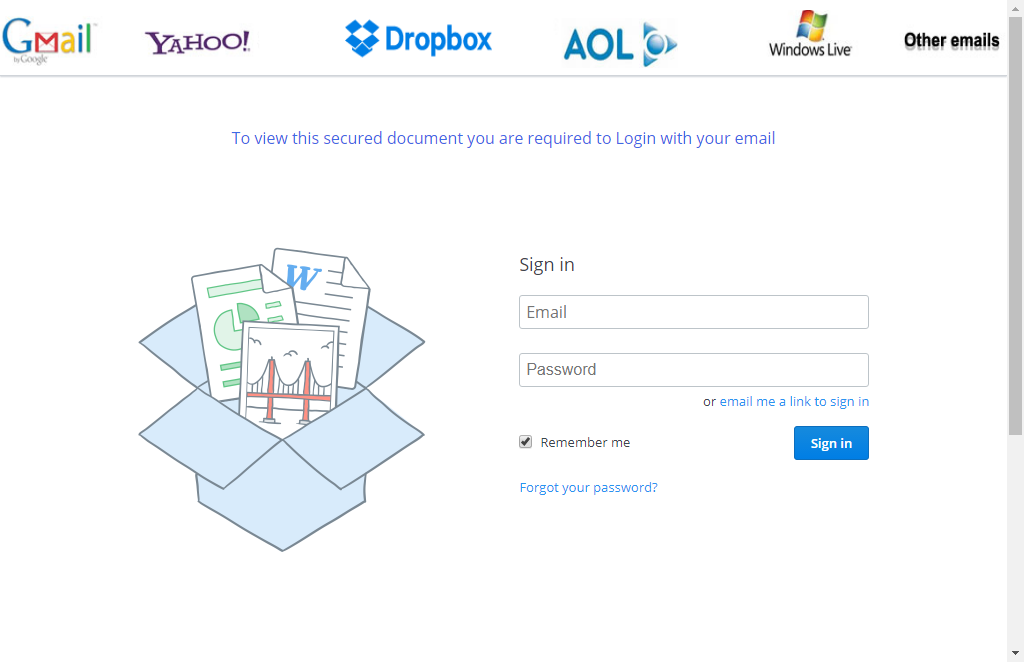 Gmail
by Google
YAHOO!
Dropbox
AOL
Windows Live
Other emails
To view this secured document you are required to Login with your email
W
Sign in
Email
Password
or email me a link to sign in
Remember me
Sign in
Forgot your password?